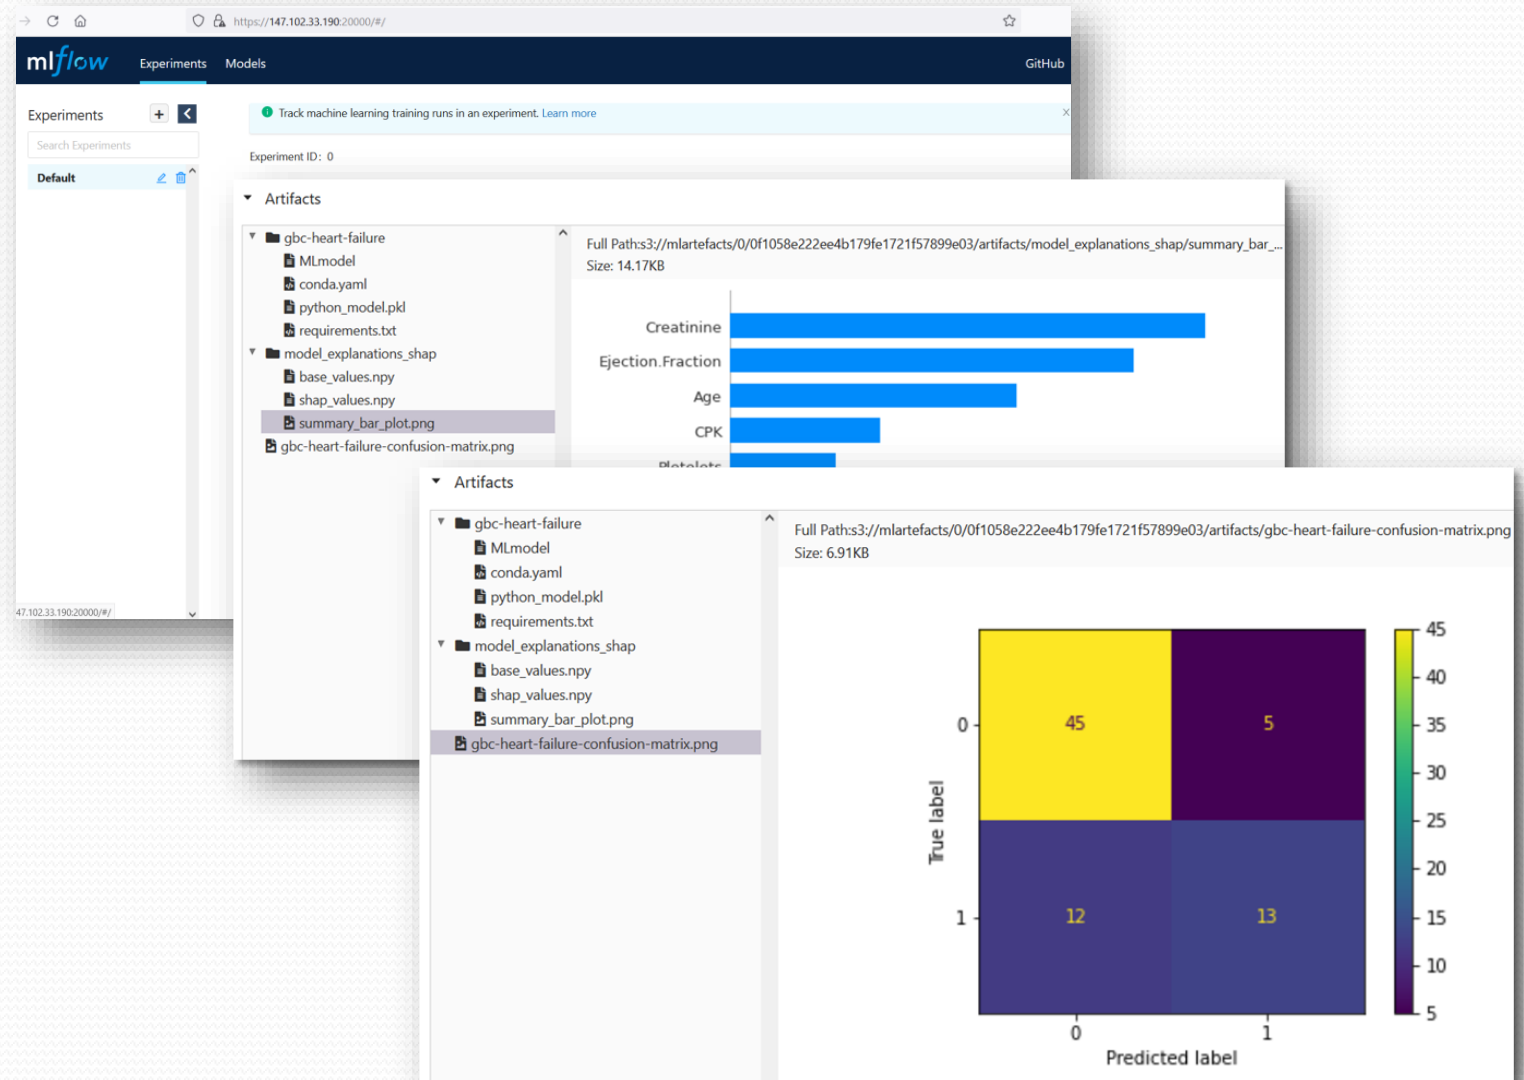 https://147.102.33.190:20000/#/
mlflow
Experiments
Models
GitHub
Experiments
+
Search Experiments
Default
Track machine learning training runs in an experiment. Learn more
Experiment ID: 0
47.102.33.190:20000/#/
Artifacts
gbc-heart-failure
MLmodel
conda.yaml
python_model.pkl
requirements.txt
model_explanations_shap
base_values.npy
shap_values.npy
summary_bar_plot.png
gbc-heart-failure-confusion-matrix.png
Full Path:s3://mlartefacts/0/0f1058e222ee4b179fe1721f57899e03/artifacts/model_explanations_shap/summary_bar_...
Size: 14.17KB
Creatinine
Ejection.Fraction
Age
CPK
Platelets
Artifacts
gbc-heart-failure
MLmodel
conda.yaml
python_model.pkl
requirements.txt
model_explanations_shap
base_values.npy
shap_values.npy
summary_bar_plot.png
gbc-heart-failure-confusion-matrix.png
Full Path:s3://mlartefacts/0/0f1058e222ee4b179fe1721f57899e03/artifacts/gbc-heart-failure-confusion-matrix.png
Size: 6.91KB
True label
0
1
45
5
12
13
0
1
Predicted label
45
40
35
30
25
20
15
10
5